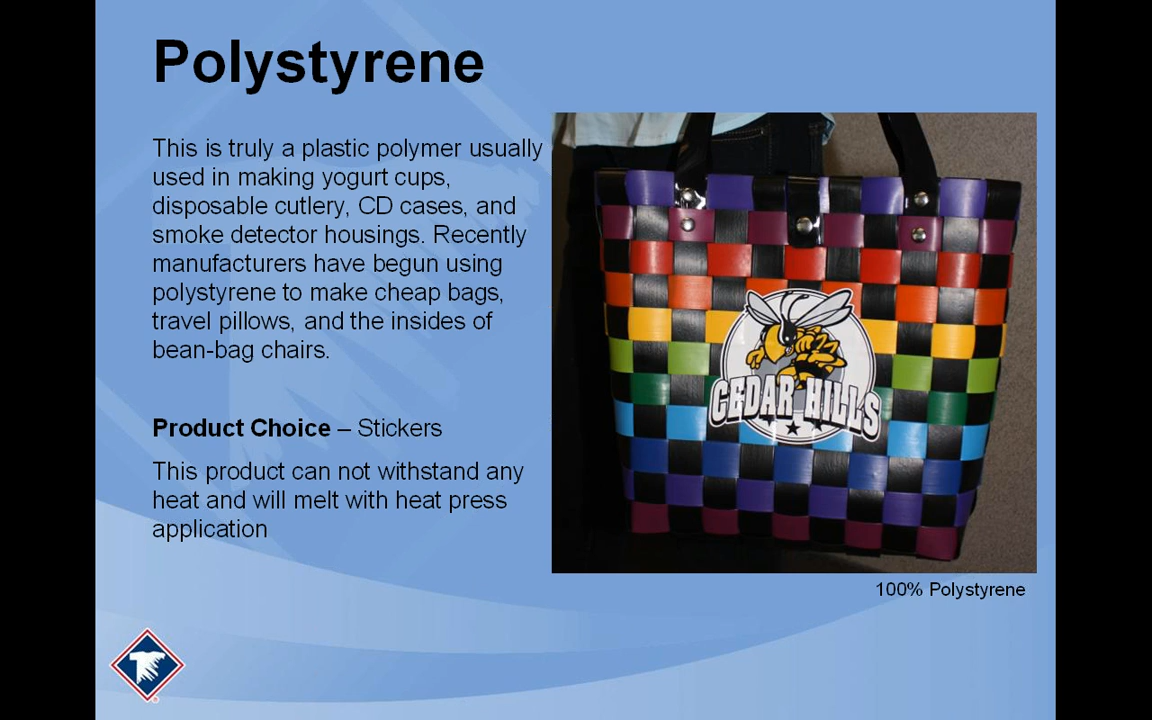 Polystyrene
This is truly a plastic polymer usually
used in making yogurt cups,
disposable cutlery, CD cases, and
smoke detector housings. Recently
manufacturers have begun using
polystyrene to make cheap bags,
travel pillows, and the insides of
bean-bag chairs.
Product Choice – Stickers
This product can not withstand any
heat and will melt with heat press
application
CEDAR HILLS
100% Polystyrene